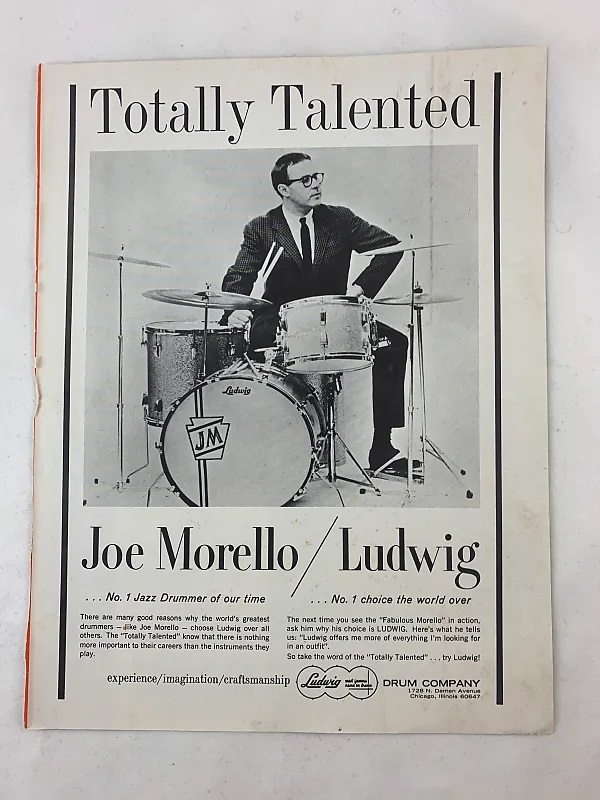 Totally Talented
Ludwig
JM
Joe Morello / Ludwig
... No. 1 Jazz Drummer of our time
... No. 1 choice the world over
There are many good reasons why the world's greatest
drummers — like Joe Morello — choose Ludwig over all
others. The "Totally Talented" know that there is nothing
more important to their careers than the instruments they
play.
The next time you see the "Fabulous Morello" in action,
ask him why his choice is LUDWIG. Here's what he tells
us: "Ludwig offers me more of everything I'm looking for
in an outfit".
So take the word of the "Totally Talented" ... try Ludwig!
experience/imagination/craftsmanship
Ludwig
most famous
name on drums
DRUM COMPANY
1728 N. Damen Avenue
Chicago, Illinois 60647